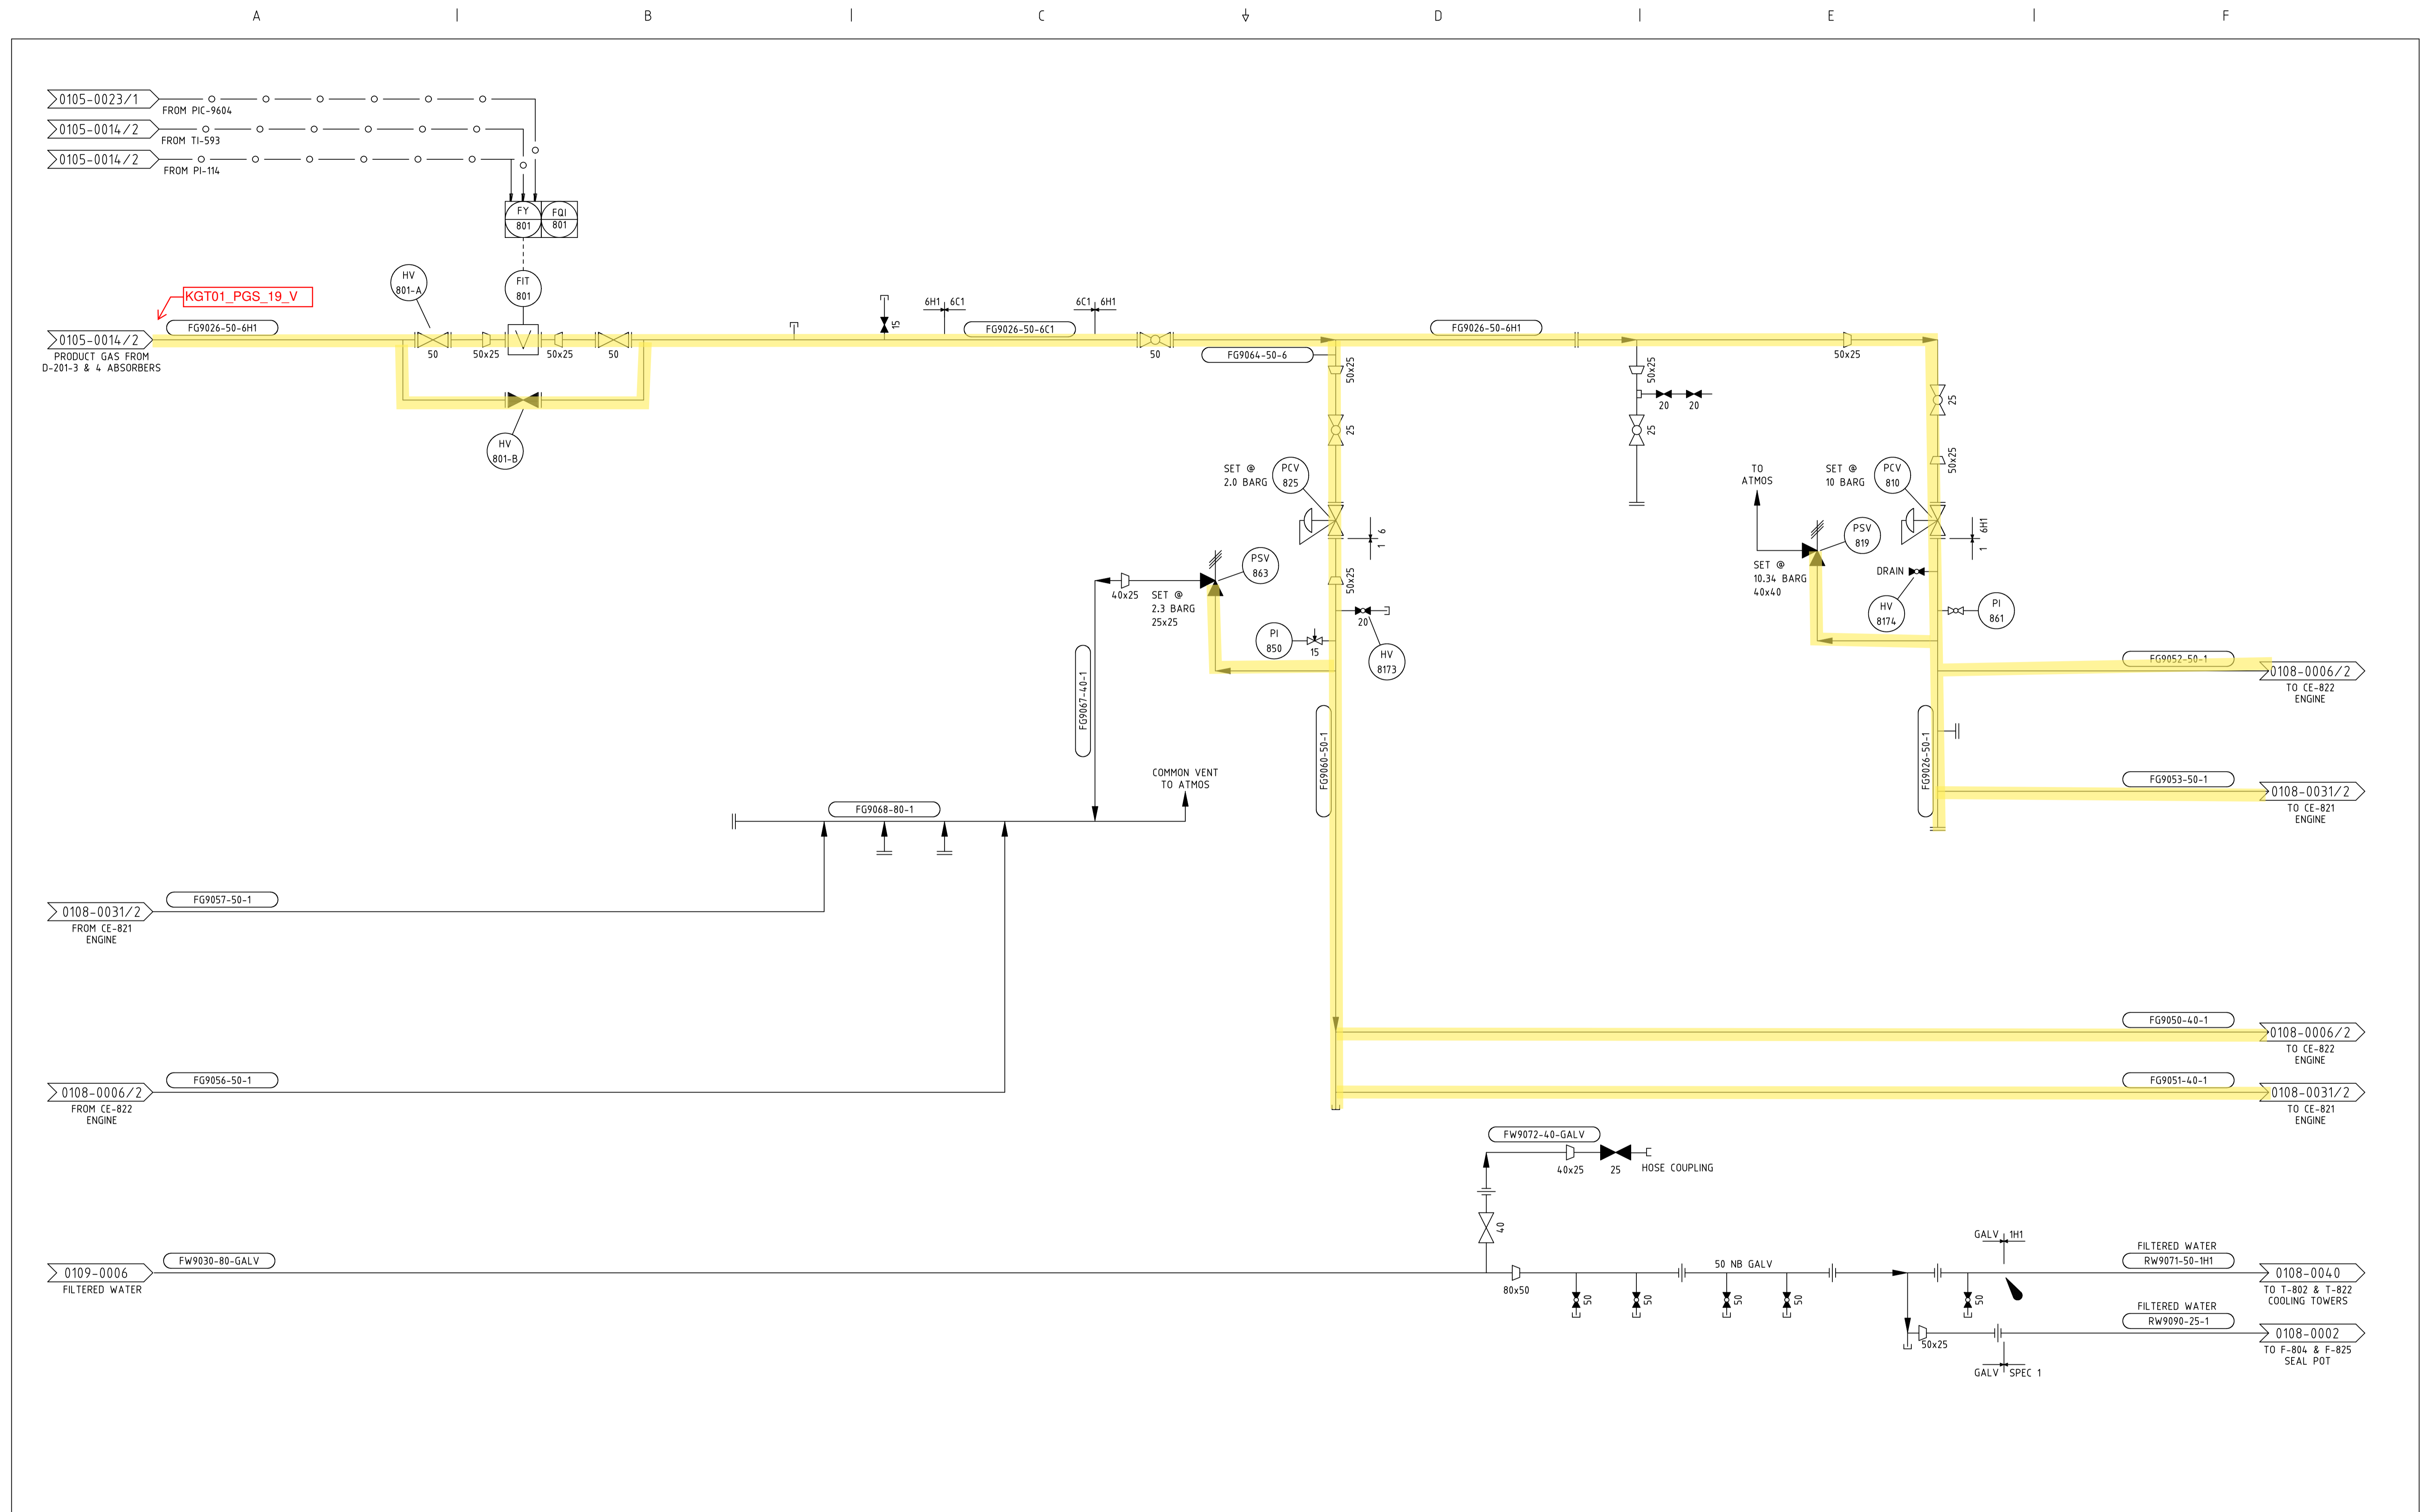 A
B
C
D
E
F
0105-0023/1
FROM PIC-9604
0105-0014/2
FROM TI-593
0105-0014/2
FROM PI-114
FY
801
FQI
801
HV
801-A
FIT
801
KGT01_PGS_19_V
FG9026-50-6H1
0105-0014/2
PRODUCT GAS FROM
D-201-3 & 4 ABSORBERS
50
50x25
50x25
50
HV
801-B
15
6H1
6C1
FG9026-50-6C1
6C1
6H1
50
FG9064-50-6
FG9026-50-6H1
50x25
50x25
50x25
20
20
25
25
25
50x25
SET @
2.0 BARG
PCV
825
1
6
TO
ATMOS
SET @
10 BARG
PCV
810
1
6H1
PSV
819
SET @
10.34 BARG
40x40
DRAIN
HV
8174
PI
861
PSV
863
40x25
SET @
2.3 BARG
25x25
50x25
20
PI
850
15
HV
8173
FG9067-40-1
FG9060-50-1
FG9026-50-1
FG9052-50-1
0108-0006/2
TO CE-822
ENGINE
FG9053-50-1
0108-0031/2
TO CE-821
ENGINE
COMMON VENT
TO ATMOS
FG9068-80-1
FG9057-50-1
0108-0031/2
FROM CE-821
ENGINE
FG9056-50-1
0108-0006/2
FROM CE-822
ENGINE
FG9050-40-1
0108-0006/2
TO CE-822
ENGINE
FG9051-40-1
0108-0031/2
TO CE-821
ENGINE
FW9072-40-GALV
40x25
25
HOSE COUPLING
40
FW9030-80-GALV
0109-0006
FILTERED WATER
80x50
50
50
50 NB GALV
50
50
GALV
1H1
50
FILTERED WATER
RW9071-50-1H1
0108-0040
TO T-802 & T-822
COOLING TOWERS
FILTERED WATER
RW9090-25-1
0108-0002
TO F-804 & F-825
SEAL POT
50x25
GALV
SPEC 1